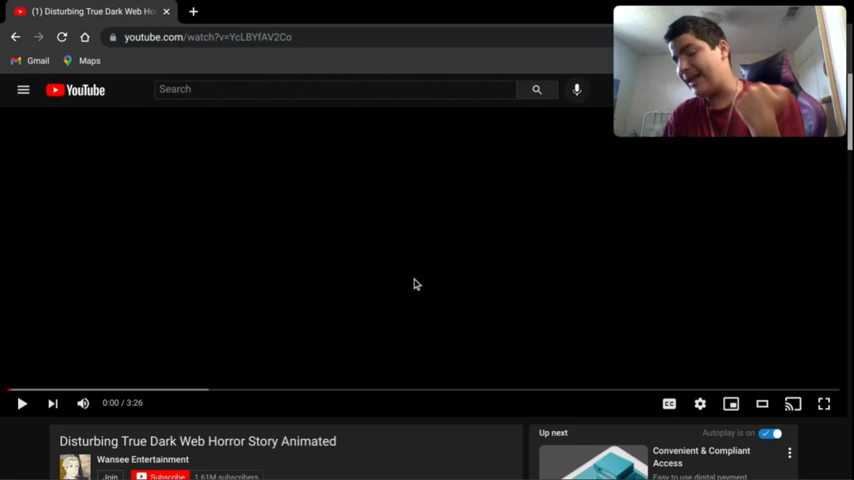 (1) Disturbing True Dark Web Ho
youtube.com/watch?v=YcLBYfAV2Co
Gmail Maps
YouTube
Search
0:00 / 3:26
CC
Disturbing True Dark Web Horror Story Animated
Wansee Entertainment
Join Subscribe 1.61M subscribers
Up next Autoplay is on
Convenient & Compliant
Access
Easy to use digital payment